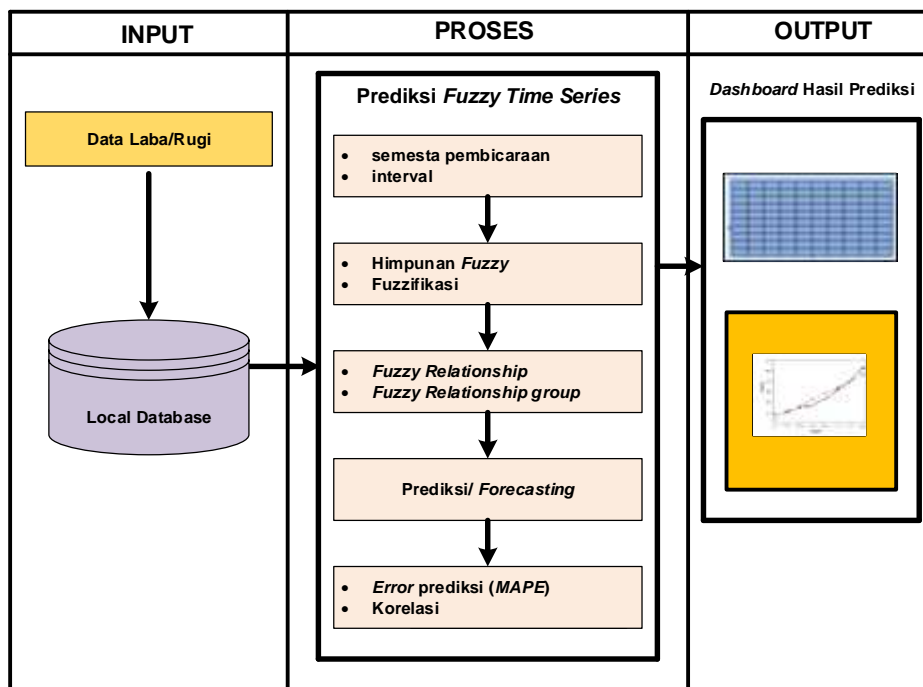 INPUT
PROSES
OUTPUT
Data Laba/Rugi
Local Database
Prediksi Fuzzy Time Series
• semesta pembicaraan
• interval
• Himpunan Fuzzy
• Fuzzifikasi
• Fuzzy Relationship
• Fuzzy Relationship group
Prediksi/ Forecasting
• Error prediksi (MAPE)
• Korelasi
Dashboard Hasil Prediksi